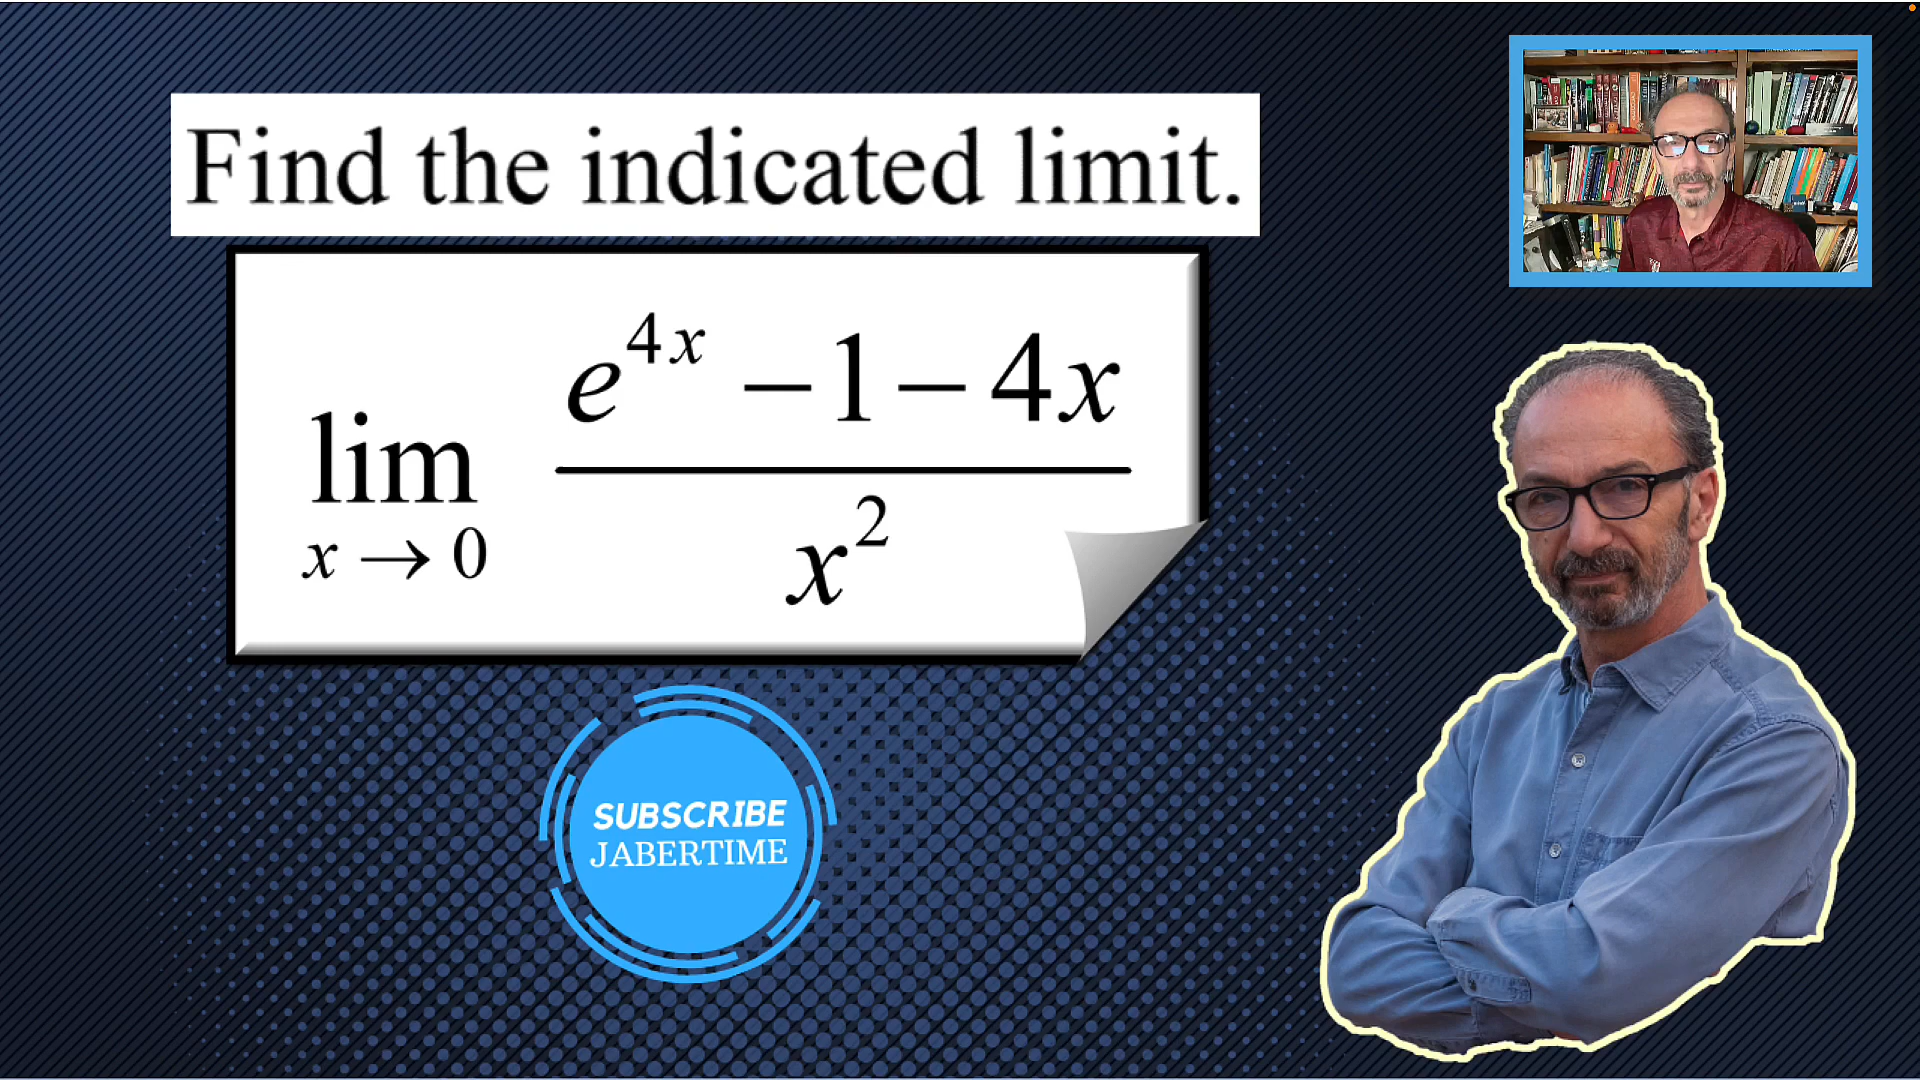 Find the indicated limit.
lim x → 0 (e^{4x} − 1 − 4x) / x^2
SUBSCRIBE
JABERTIME